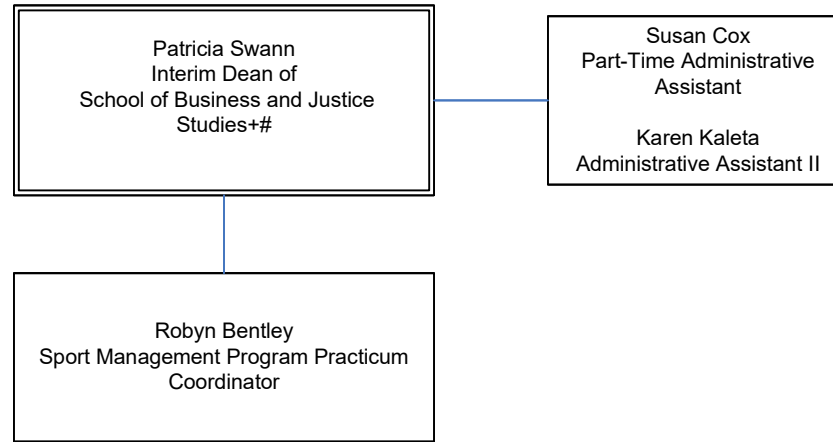 Patricia Swann
Interim Dean of
School of Business and Justice
Studies+#
Susan Cox
Part-Time Administrative
Assistant
Karen Kaleta
Administrative Assistant II
Robyn Bentley
Sport Management Program Practicum
Coordinator